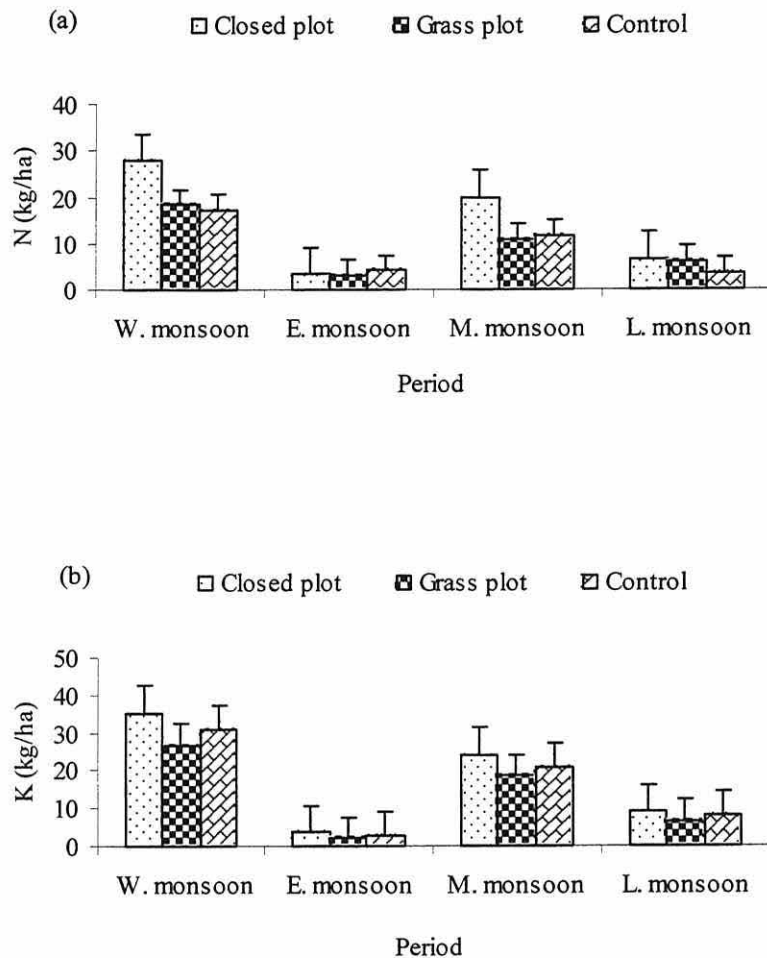 (a)
Closed plot Grass plot Control
N (kg/ha)
40
30
20
10
0
W. monsoon E. monsoon M. monsoon L. monsoon
Period
(b)
Closed plot Grass plot Control
K (kg/ha)
50
40
30
20
10
0
W. monsoon E. monsoon M. monsoon L. monsoon
Period